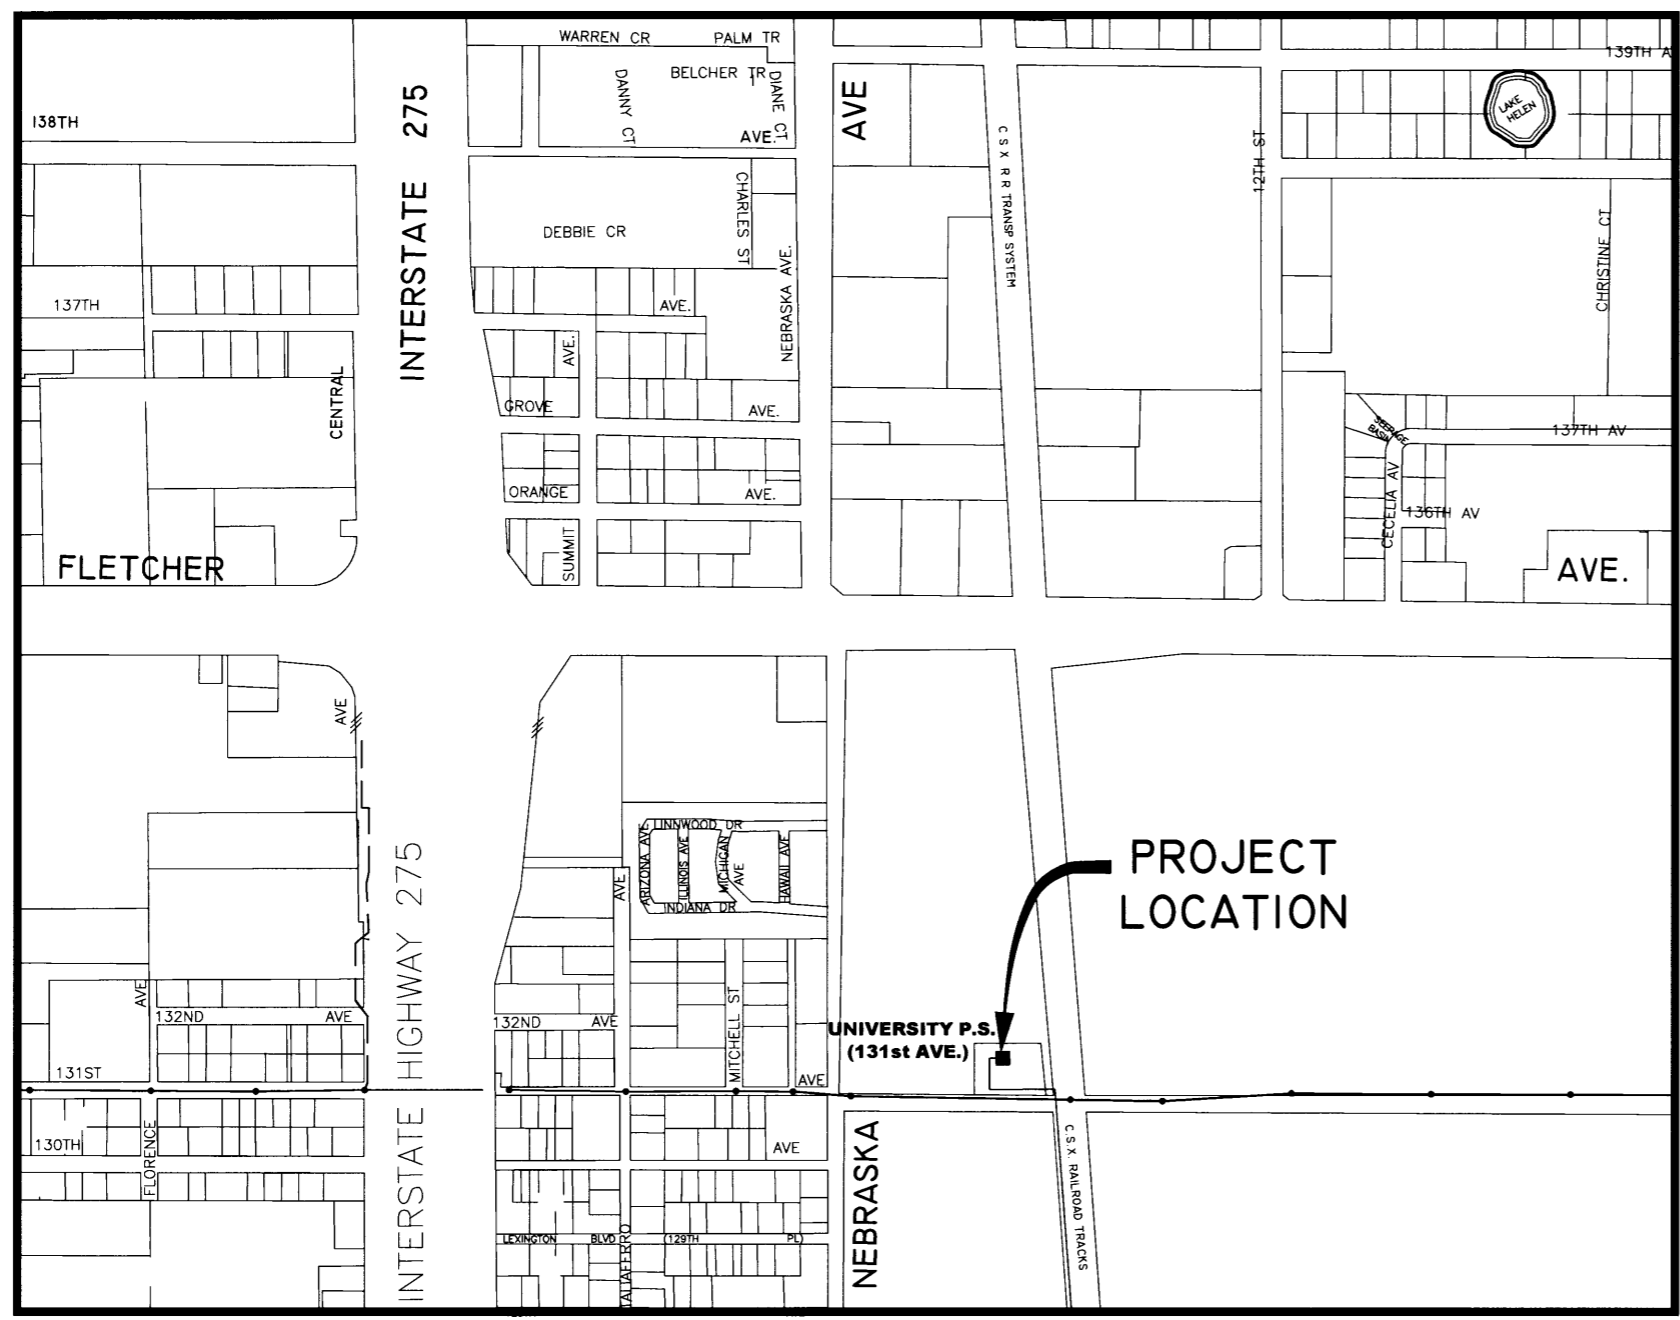 WARREN CR
PALM TR
139TH A
BELCHER TR
DANNY CT
DIANE CT
LAKE
HELEN
138TH
AVE.
INTERSTATE 275
AVE
C S X R R TRANSP SYSTEM
12TH ST
CHARLES ST
DEBBIE CR
NEBRASKA AVE.
CHRISTINE CT
137TH
AVE.
AVE.
CENTRAL
GROVE
AVE.
SEEPAGE
BASIN
137TH AV
ORANGE
AVE.
CECELIA AV
136TH AV
SUMMIT
FLETCHER
AVE.
AVE
LINNWOOD DR
ARIZONA AVE
ILLINOIS AVE
MICHIGAN
AVE
HAWAII AVE
INDIANA DR
AVE
PROJECT
LOCATION
INTERSTATE HIGHWAY 275
AVE
132ND
AVE
132ND
AVE
MITCHELL ST
UNIVERSITY P.S.
(131st AVE.)
131ST
AVE
130TH
FLORENCE
AVE
NEBRASKA
C.S.X. RAILROAD TRACKS
LEXINGTON
BLVD
(129TH
PL)
TALIAFERRO